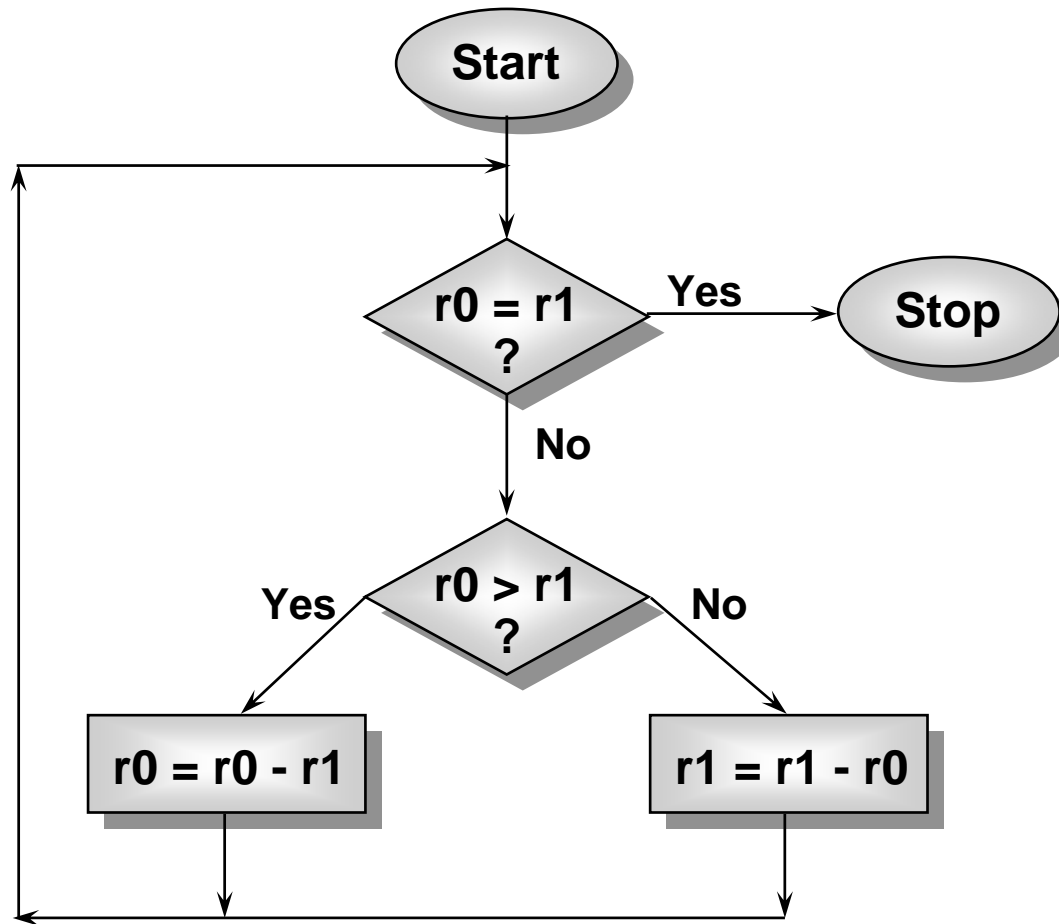 Start
r0 = r1
?
Yes
Stop
No
r0 > r1
?
Yes
No
r0 = r0 - r1
r1 = r1 - r0